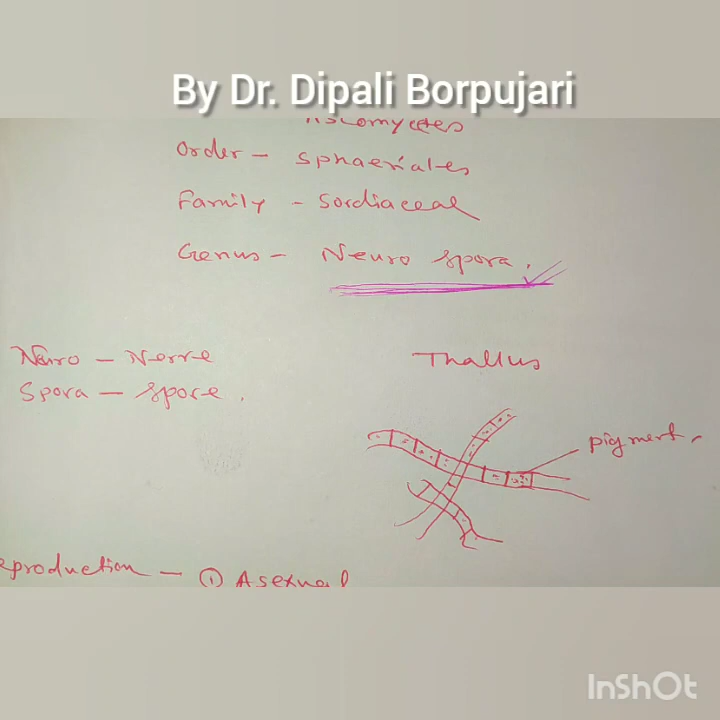 By Dr. Dipali Borpujari
Order - Sphaeriales
Family - Sordiaceae
Genus - Neuro spora.
Neuro - Nerve
Spora - Spore.
Thallus
pigment
eproduction - ① Asexual
InShOt